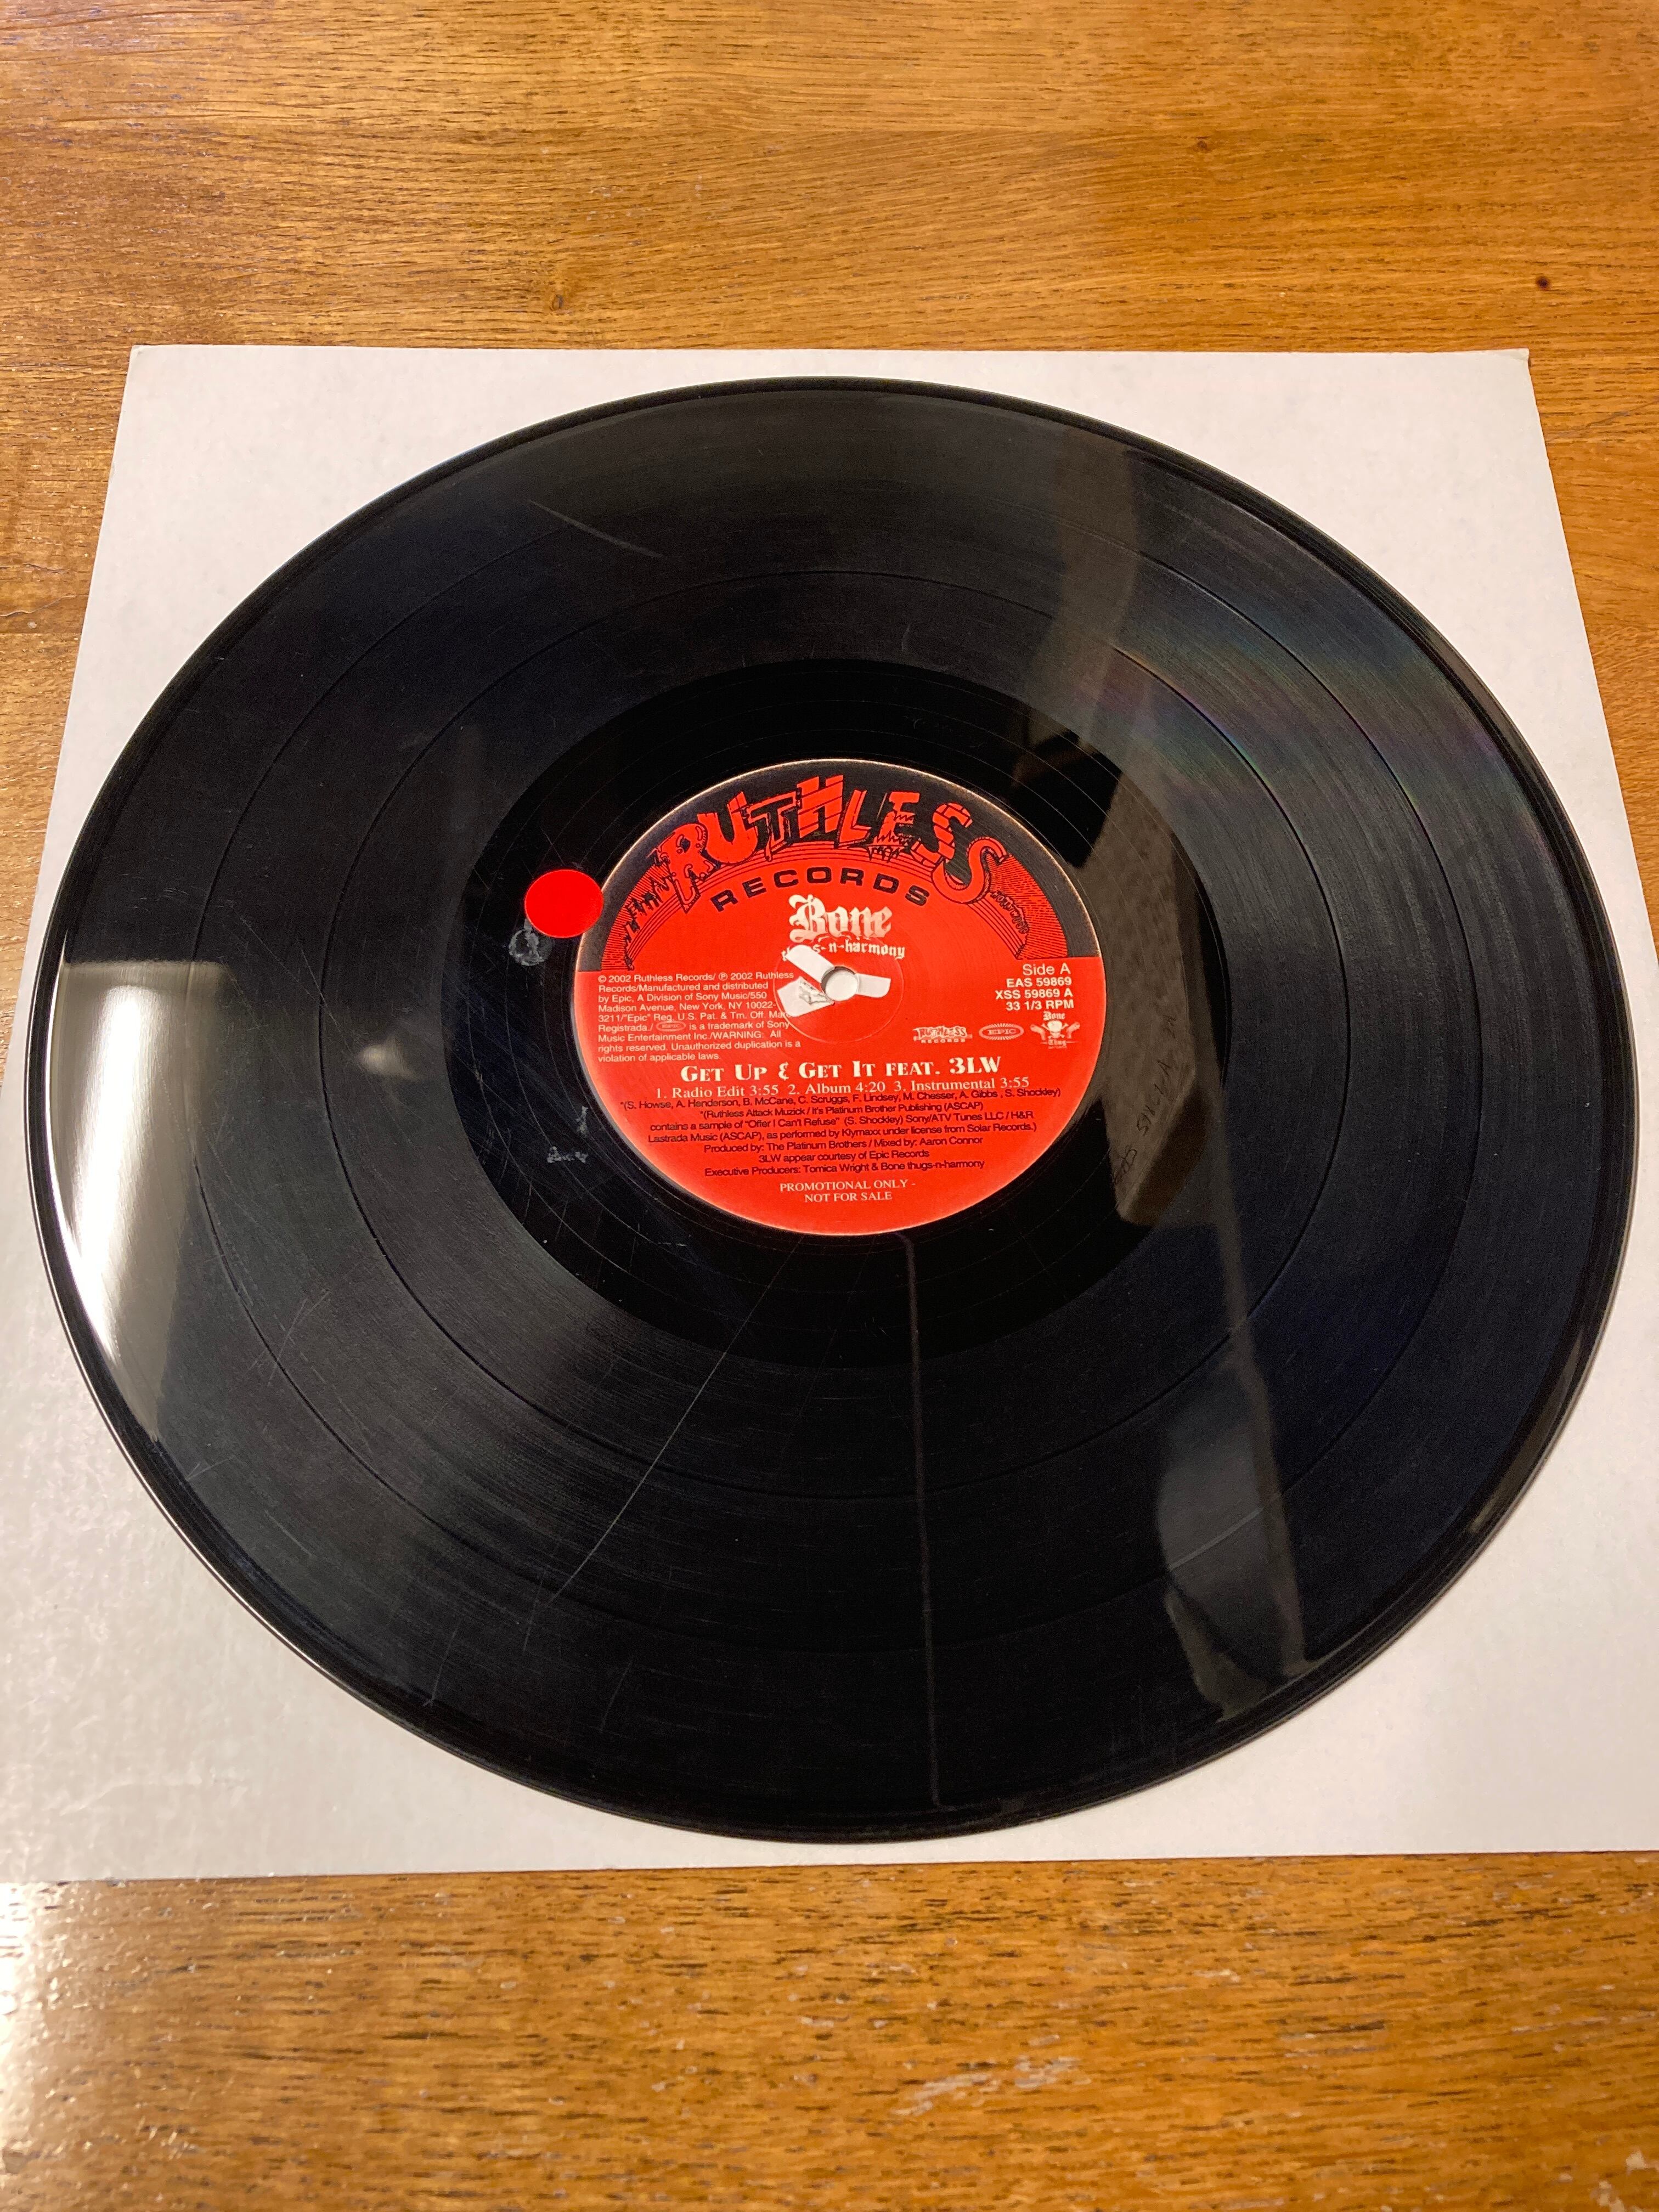 RUTHLESS
RECORDS
Bone
s-n-harmony
© 2002 Ruthless Records/ ℗ 2002 Ruthless
Records/Manufactured and distributed
by Epic, A Division of Sony Music/550
Madison Avenue, New York, NY 10022-
3211/"Epic" Reg. U.S. Pat. & Tm. Off.
Registrada./ EPIC is a trademark of Sony
Music Entertainment Inc./WARNING: All
rights reserved. Unauthorized duplication is a
violation of applicable laws.
Side A
EAS 59869
XSS 59869 A
33 1/3 RPM
RUTHLESS
RECORDS
EPIC
Bone
Thug
GET UP & GET IT FEAT. 3LW
1. Radio Edit 3:55 2. Album 4:20 3. Instrumental 3:55
*(S. Howse, A. Henderson, B. McCane, C. Scruggs, F. Lindsey, M. Chesser, A. Gibbs , S. Shockley)
*(Ruthless Attack Muzick / It's Platinum Brother Publishing (ASCAP)
contains a sample of "Offer I Can't Refuse" (S. Shockley) Sony/ATV Tunes LLC / H&R
Lastrada Music (ASCAP), as performed by Klymaxx under license from Solar Records.)
Produced by: The Platinum Brothers / Mixed by: Aaron Connor
3LW appear courtesy of Epic Records
Executive Producers: Tomica Wright & Bone thugs-n-harmony
PROMOTIONAL ONLY -
NOT FOR SALE